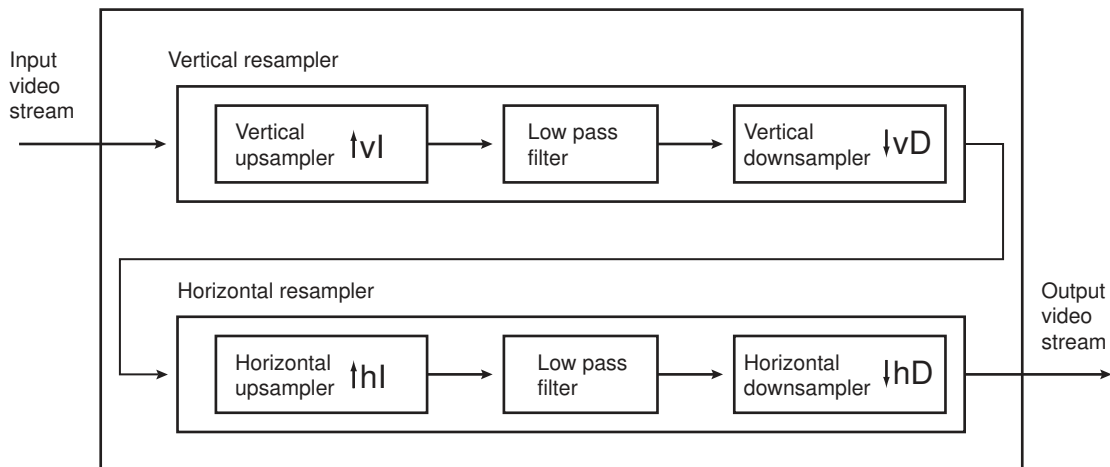 Input
video
stream
Vertical resampler
Vertical
upsampler
↑vI
Low pass
filter
Vertical
downsampler
↓vD
Horizontal resampler
Horizontal
upsampler
↑hI
Low pass
filter
Horizontal
downsampler
↓hD
Output
video
stream